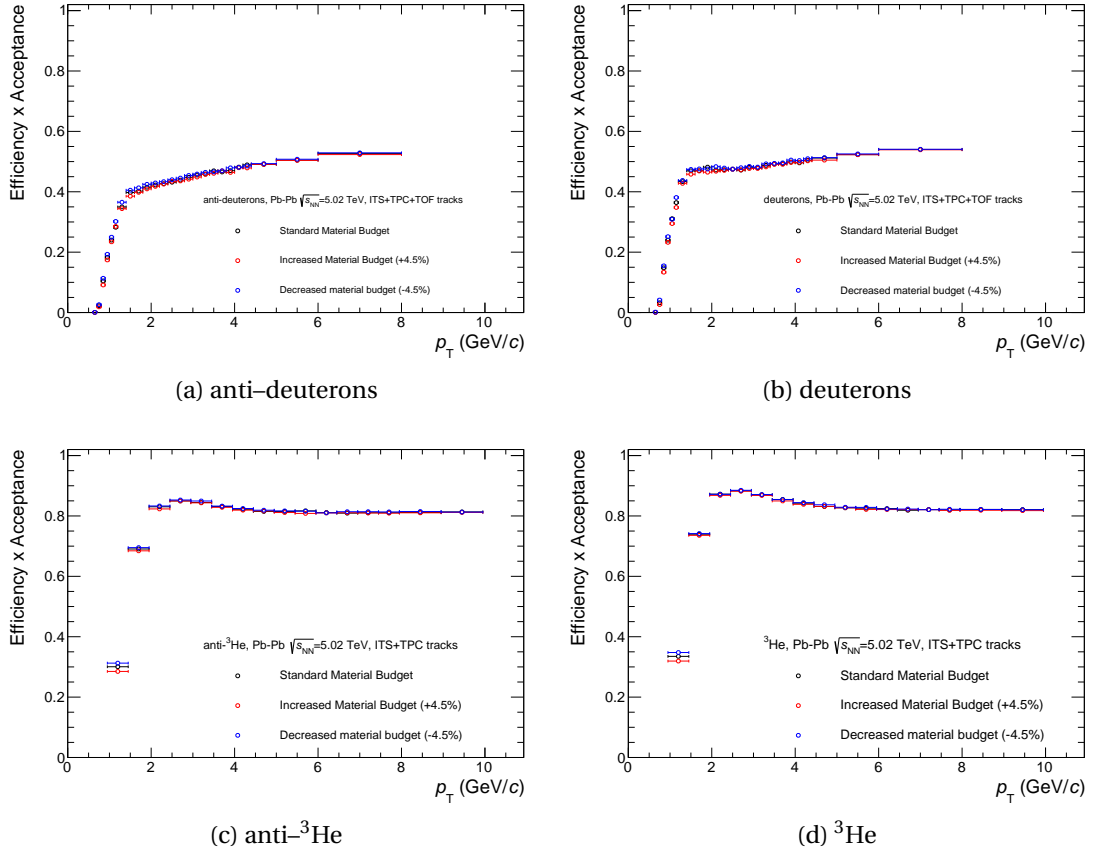 Efficiency x Acceptance
1
0.8
0.6
0.4
0.2
0
anti-deuterons, Pb-Pb √sNN=5.02 TeV, ITS+TPC+TOF tracks
Standard Material Budget
Increased Material Budget (+4.5%)
Decreased material budget (-4.5%)
0 2 4 6 8 10
pT (GeV/c)
(a) anti–deuterons
Efficiency x Acceptance
1
0.8
0.6
0.4
0.2
0
deuterons, Pb-Pb √sNN=5.02 TeV, ITS+TPC+TOF tracks
Standard Material Budget
Increased Material Budget (+4.5%)
Decreased material budget (-4.5%)
0 2 4 6 8 10
pT (GeV/c)
(b) deuterons
Efficiency x Acceptance
1
0.8
0.6
0.4
0.2
0
anti-³He, Pb-Pb √sNN=5.02 TeV, ITS+TPC tracks
Standard Material Budget
Increased Material Budget (+4.5%)
Decreased material budget (-4.5%)
0 2 4 6 8 10
pT (GeV/c)
(c) anti–³He
Efficiency x Acceptance
1
0.8
0.6
0.4
0.2
0
³He, Pb-Pb √sNN=5.02 TeV, ITS+TPC tracks
Standard Material Budget
Increased Material Budget (+4.5%)
Decreased material budget (-4.5%)
0 2 4 6 8 10
pT (GeV/c)
(d) ³He